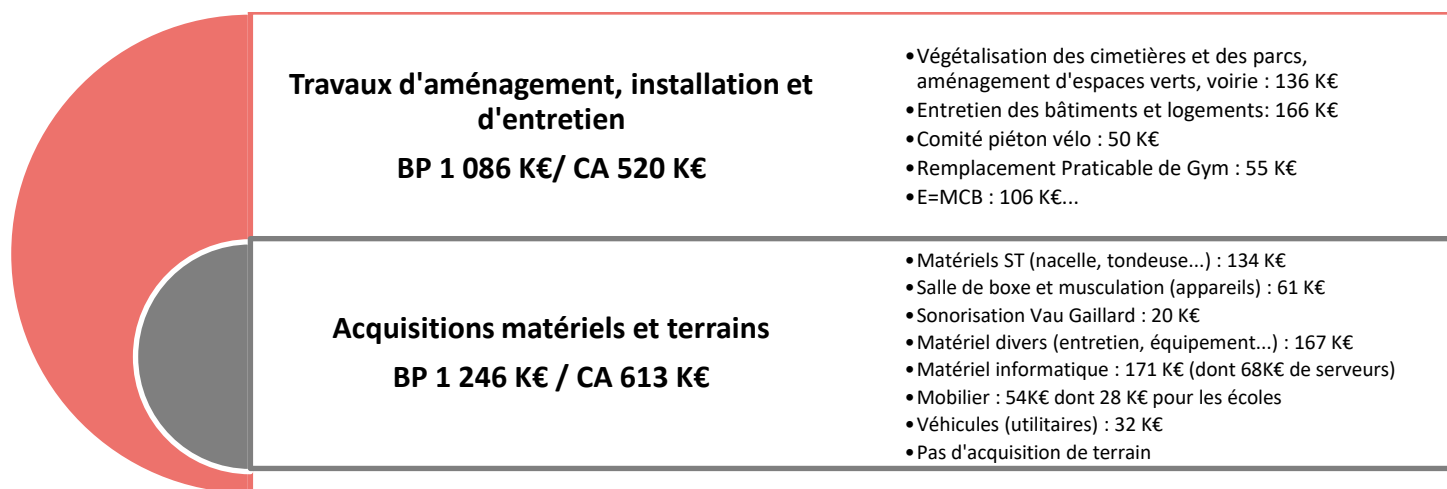 Travaux d'aménagement, installation et
d'entretien
BP 1 086 K€/ CA 520 K€
•Végétalisation des cimetières et des parcs,
aménagement d'espaces verts, voirie : 136 K€
•Entretien des bâtiments et logements: 166 K€
•Comité piéton vélo : 50 K€
•Remplacement Praticable de Gym : 55 K€
•E=MCB : 106 K€...
Acquisitions matériels et terrains
BP 1 246 K€ / CA 613 K€
•Matériels ST (nacelle, tondeuse...) : 134 K€
•Salle de boxe et musculation (appareils) : 61 K€
•Sonorisation Vau Gaillard : 20 K€
•Matériel divers (entretien, équipement...) : 167 K€
•Matériel informatique : 171 K€ (dont 68K€ de serveurs)
•Mobilier : 54K€ dont 28 K€ pour les écoles
•Véhicules (utilitaires) : 32 K€
•Pas d'acquisition de terrain